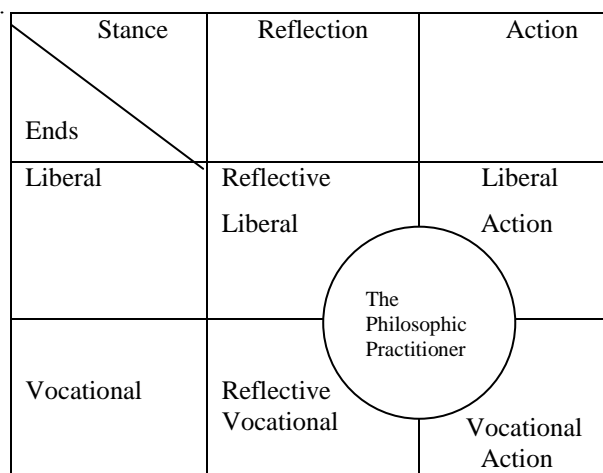 Stance
Reflection
Action
Ends
Liberal
Reflective
Liberal
Liberal
Action
The
Philosophic
Practitioner
Vocational
Reflective
Vocational
Vocational
Action